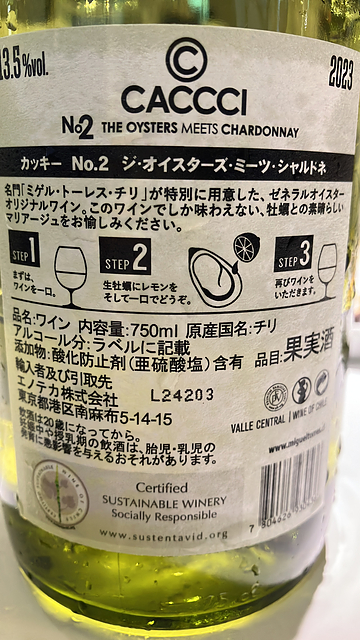 13.5%vol.
2023
©
CACCCI
No2 THE OYSTERS MEETS CHARDONNAY
カッキー No.2 ジ・オイスターズ・ミーツ・シャルドネ
名門「ミゲル・トーレス・チリ」が特別に用意した、ゼネラルオイスター
オリジナルワイン。このワインでしか味わえない、牡蠣との素晴らしい
マリアージュをお愉しみください。
STEP 1
まずは、
ワインを一口。
STEP 2
生牡蠣にレモンを
そして一口でどうぞ。
STEP 3
再びワインを
いただきます。
品名:ワイン 内容量:750ml 原産国名:チリ
アルコール分:ラベルに記載
添加物:酸化防止剤(亜硫酸塩)含有 品目:果実酒
輸入者及び引取先
エノテカ株式会社 L24203
東京都港区南麻布5-14-15
飲酒は20歳になってから。
妊娠中や授乳期の飲酒は、胎児・乳児の
発育に悪影響を与えるおそれがあります。
VALLE CENTRAL | WINE OF CHILE
Certified
SUSTAINABLE WINERY
Socially Responsible
www.sustentavid.org